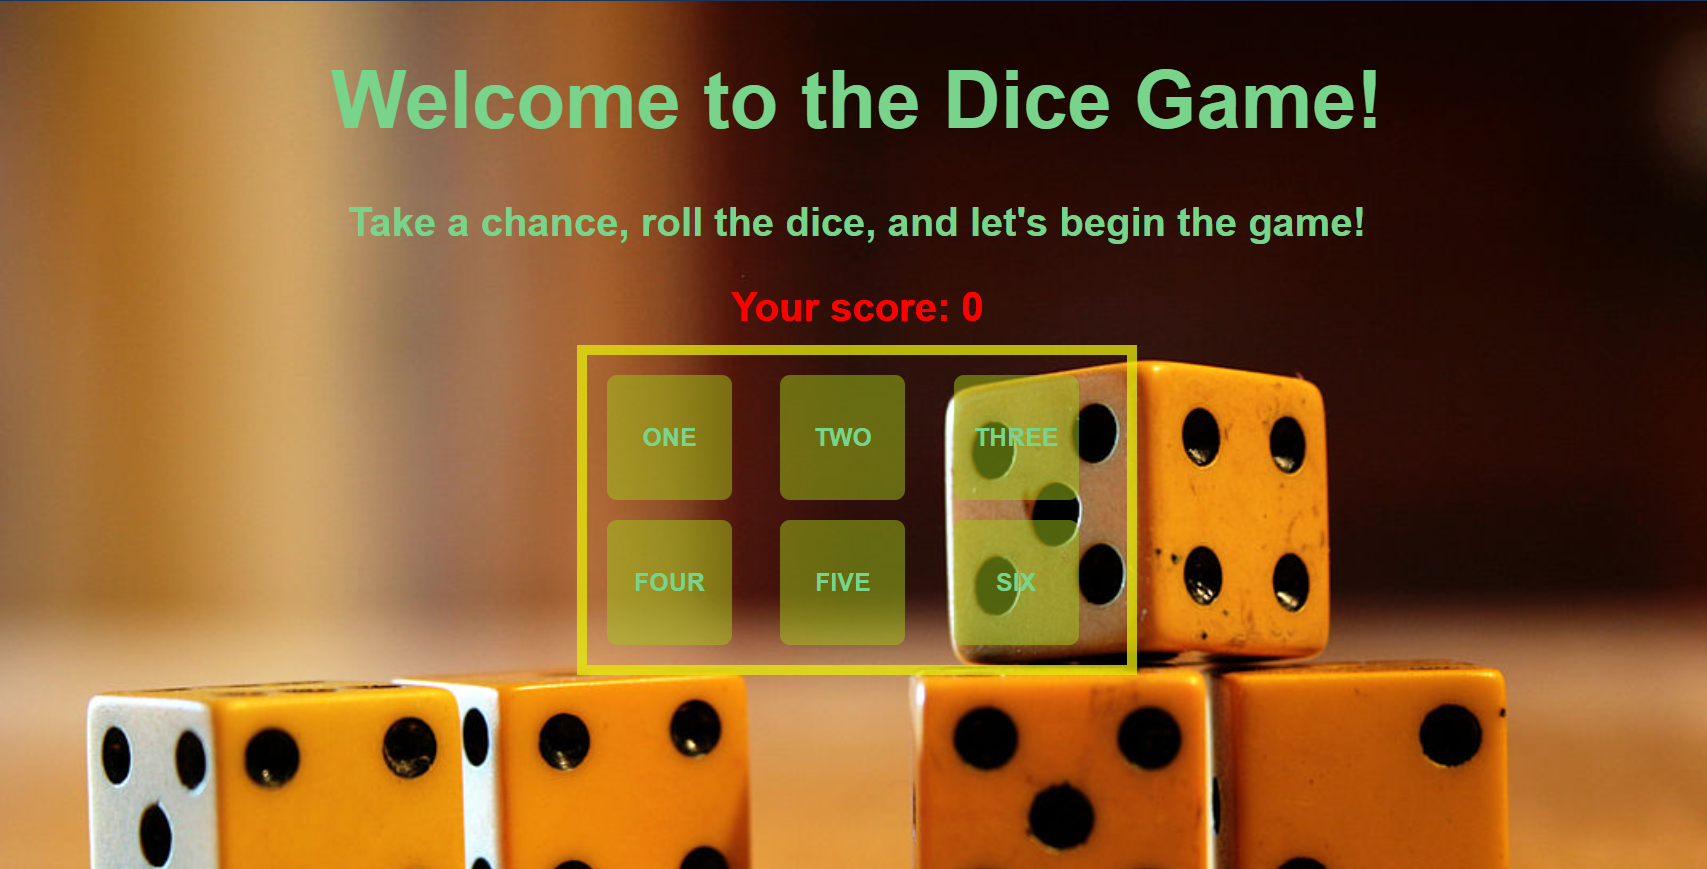 Welcome to the Dice Game!
Take a chance, roll the dice, and let's begin the game!
Your score: 0
ONE TWO THREE
FOUR FIVE SIX